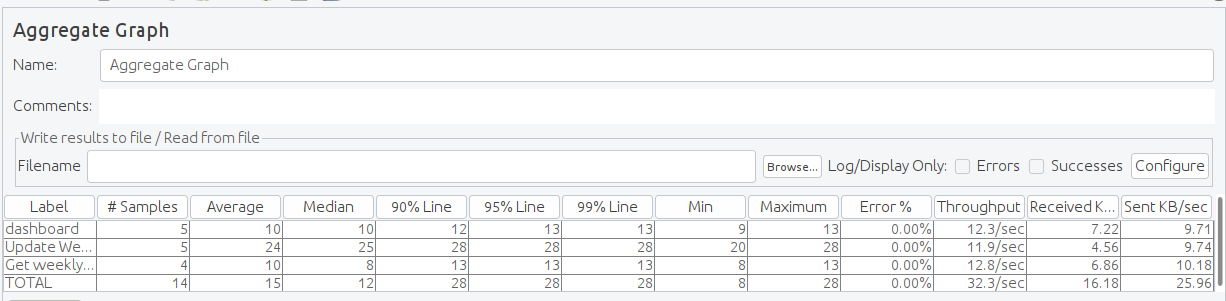 Aggregate Graph
Name: Aggregate Graph
Comments:
Write results to file / Read from file
Filename Browse... Log/Display Only: Errors Successes Configure
Label # Samples Average Median 90% Line 95% Line 99% Line Min Maximum Error % Throughput Received K... Sent KB/sec
dashboard 5 10 10 12 13 13 9 13 0.00% 12.3/sec 7.22 9.71
Update We... 5 24 25 28 28 28 20 28 0.00% 11.9/sec 4.56 9.74
Get weekly... 4 10 8 13 13 13 8 13 0.00% 12.8/sec 6.86 10.18
TOTAL 14 15 12 28 28 28 8 28 0.00% 32.3/sec 16.18 25.96